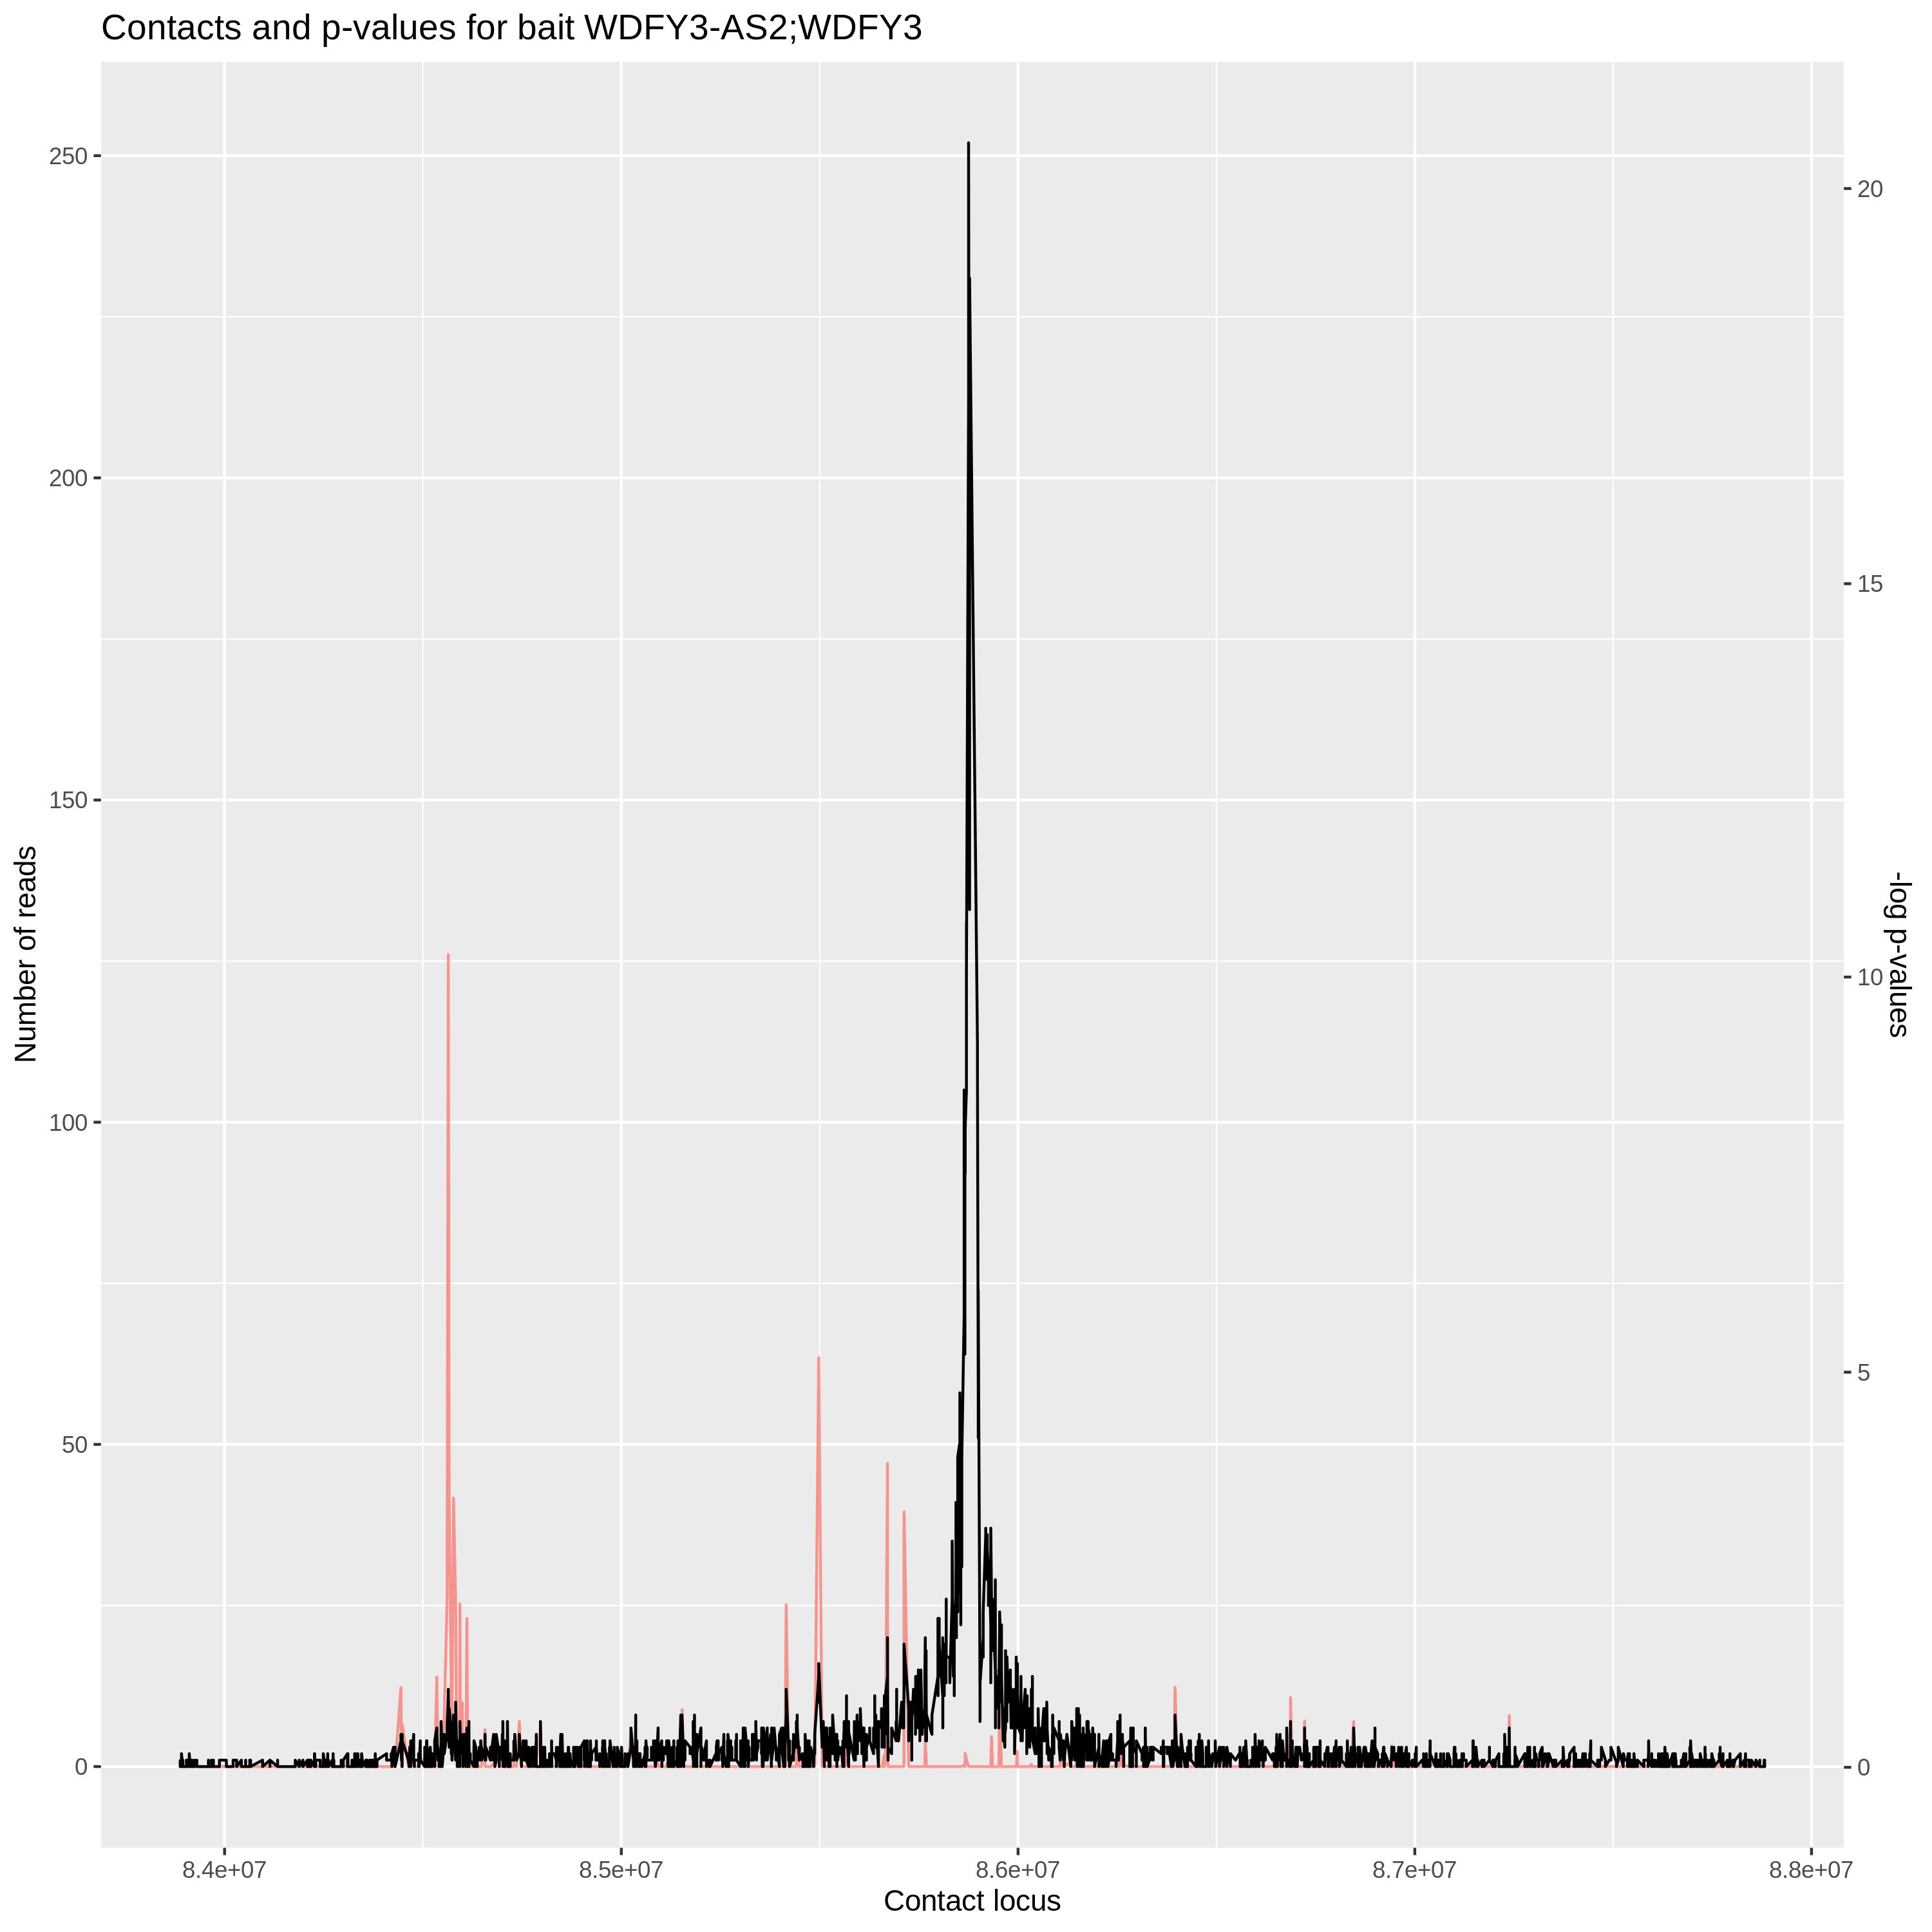 Contacts and p-values for bait WDFY3-AS2;WDFY3
250
200
150
100
50
0
Number of reads
20
15
10
5
0
-log p-values
8.4e+07 8.5e+07 8.6e+07 8.7e+07 8.8e+07
Contact locus